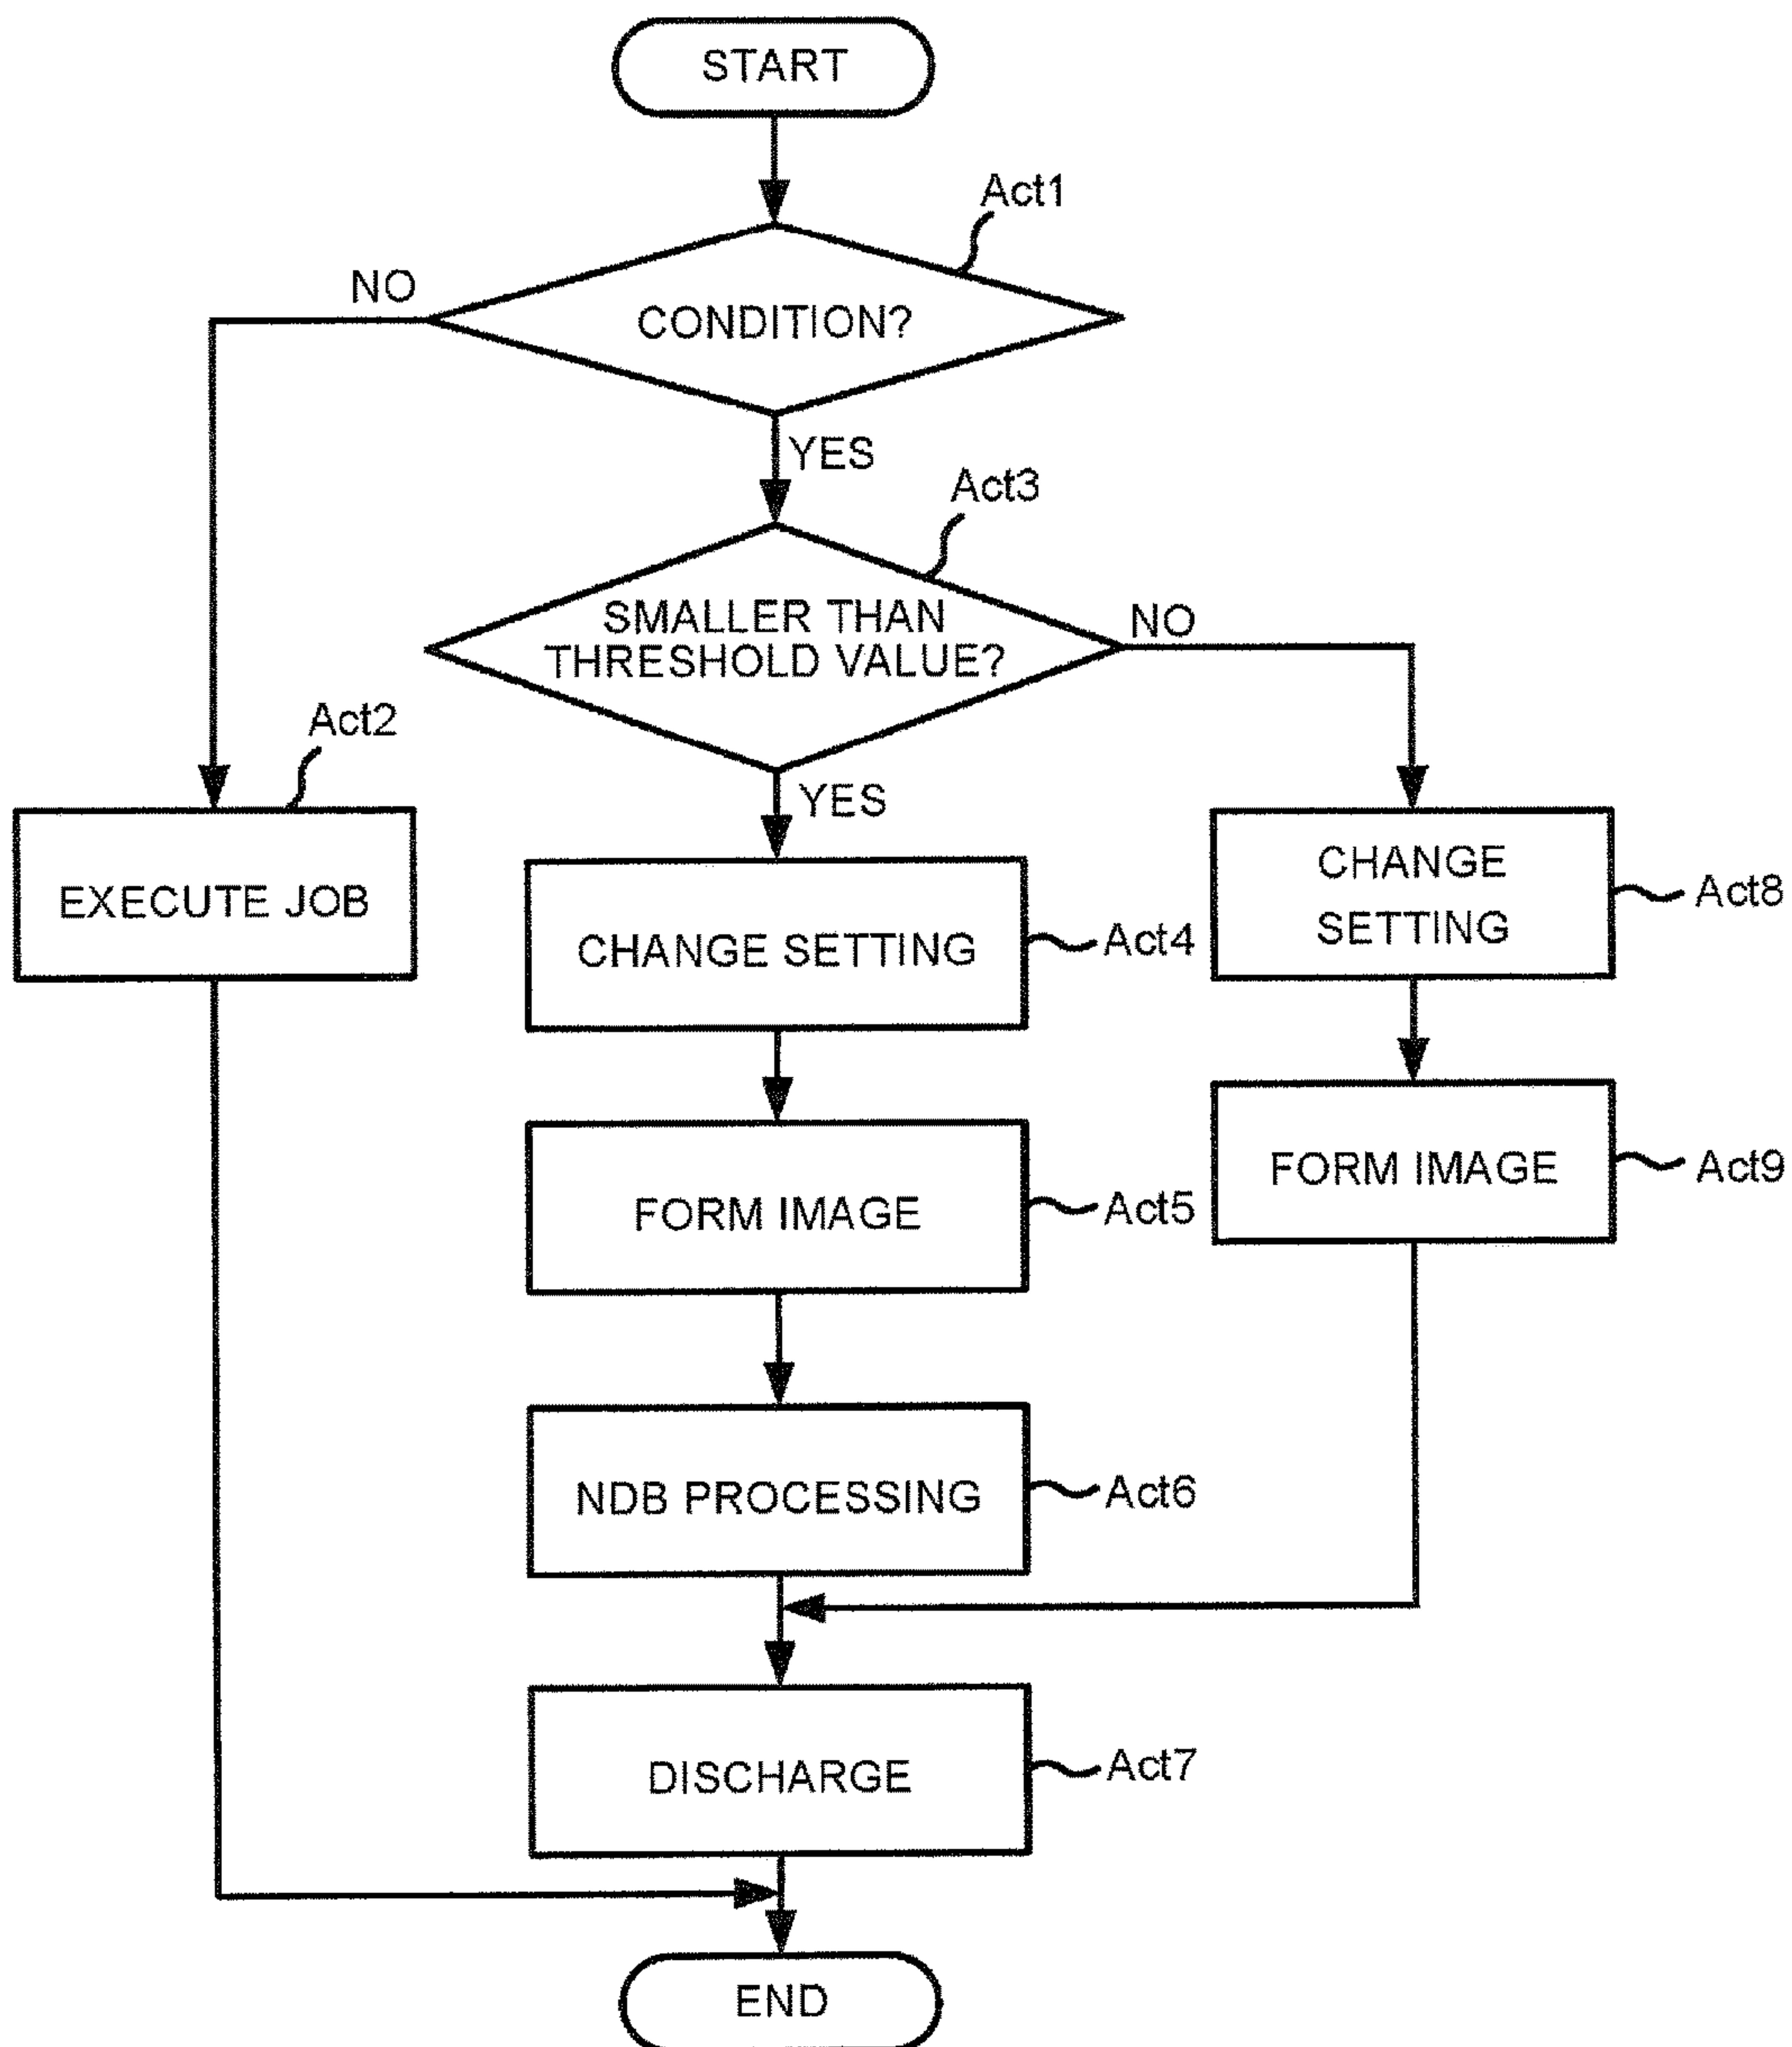 START
Act1
NO
CONDITION?
YES
Act3
SMALLER THAN
THRESHOLD VALUE?
NO
Act2
YES
EXECUTE JOB
CHANGE SETTING
Act4
CHANGE
SETTING
Act8
FORM IMAGE
Act5
FORM IMAGE
Act9
NDB PROCESSING
Act6
DISCHARGE
Act7
END